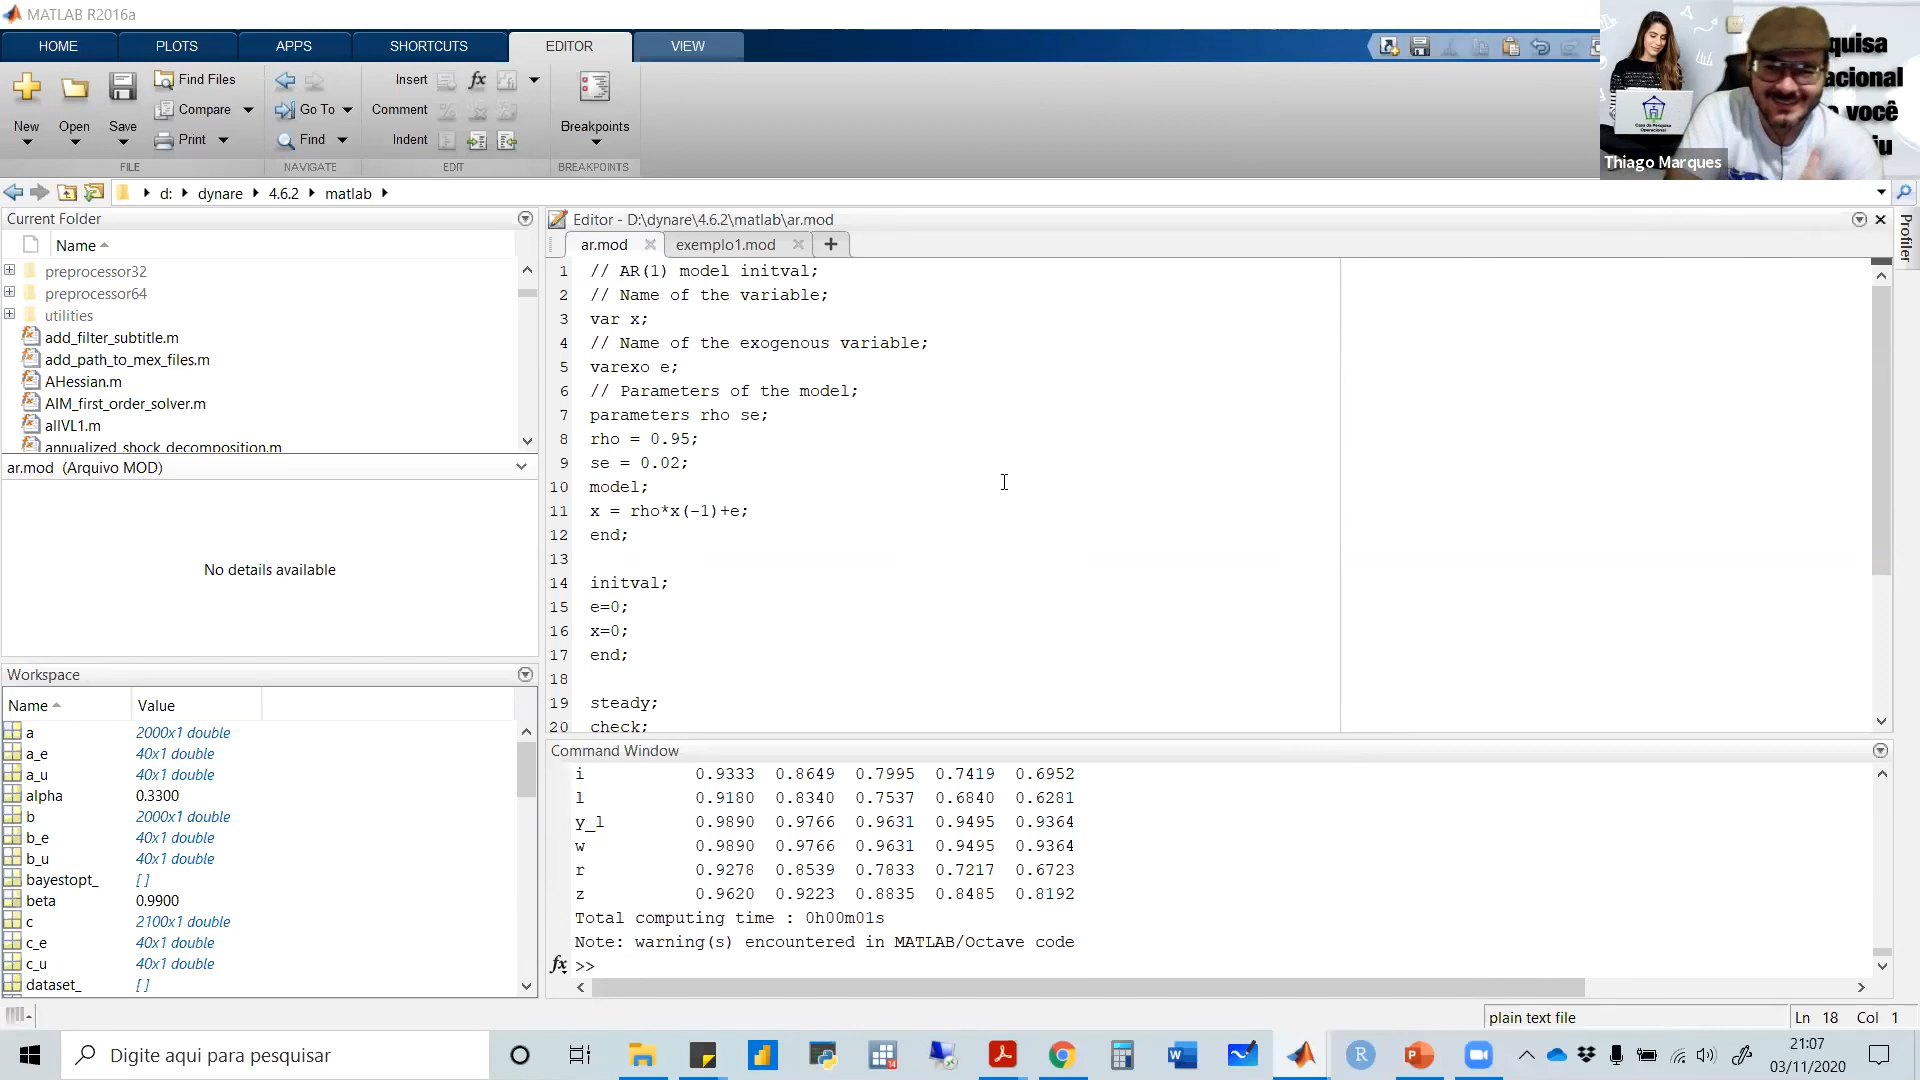 MATLAB R2016a
HOME PLOTS APPS SHORTCUTS EDITOR VIEW
New Open Save
Find Files
Compare
Print
Go To
Find
Insert
Comment
Indent
Breakpoints
FILE NAVIGATE EDIT BREAKPOINTS
quisa
acional
você
iu
Casa da Pesquisa
Operacional
Thiago Marques
d: dynare 4.6.2 matlab
Current Folder
Name
preprocessor32
preprocessor64
utilities
add_filter_subtitle.m
add_path_to_mex_files.m
AHessian.m
AIM_first_order_solver.m
allVL1.m
annualized_shock_decomposition.m
ar.mod (Arquivo MOD)
No details available
Workspace
Name Value
a 2000x1 double
a_e 40x1 double
a_u 40x1 double
alpha 0.3300
b 2000x1 double
b_e 40x1 double
b_u 40x1 double
bayestopt_ [ ]
beta 0.9900
c 2100x1 double
c_e 40x1 double
c_u 40x1 double
dataset_ [ ]
Editor - D:\dynare\4.6.2\matlab\ar.mod
ar.mod exemplo1.mod
Profiler
1 // AR(1) model initval;
2 // Name of the variable;
3 var x;
4 // Name of the exogenous variable;
5 varexo e;
6 // Parameters of the model;
7 parameters rho se;
8 rho = 0.95;
9 se = 0.02;
10 model;
11 x = rho*x(-1)+e;
12 end;
13
14 initval;
15 e=0;
16 x=0;
17 end;
18
19 steady;
20 check;
Command Window
i 0.9333 0.8649 0.7995 0.7419 0.6952
l 0.9180 0.8340 0.7537 0.6840 0.6281
y_l 0.9890 0.9766 0.9631 0.9495 0.9364
w 0.9890 0.9766 0.9631 0.9495 0.9364
r 0.9278 0.8539 0.7833 0.7217 0.6723
z 0.9620 0.9223 0.8835 0.8485 0.8192
Total computing time : 0h00m01s
Note: warning(s) encountered in MATLAB/Octave code
fx >>
plain text file Ln 18 Col 1
Digite aqui para pesquisar
21:07
03/11/2020